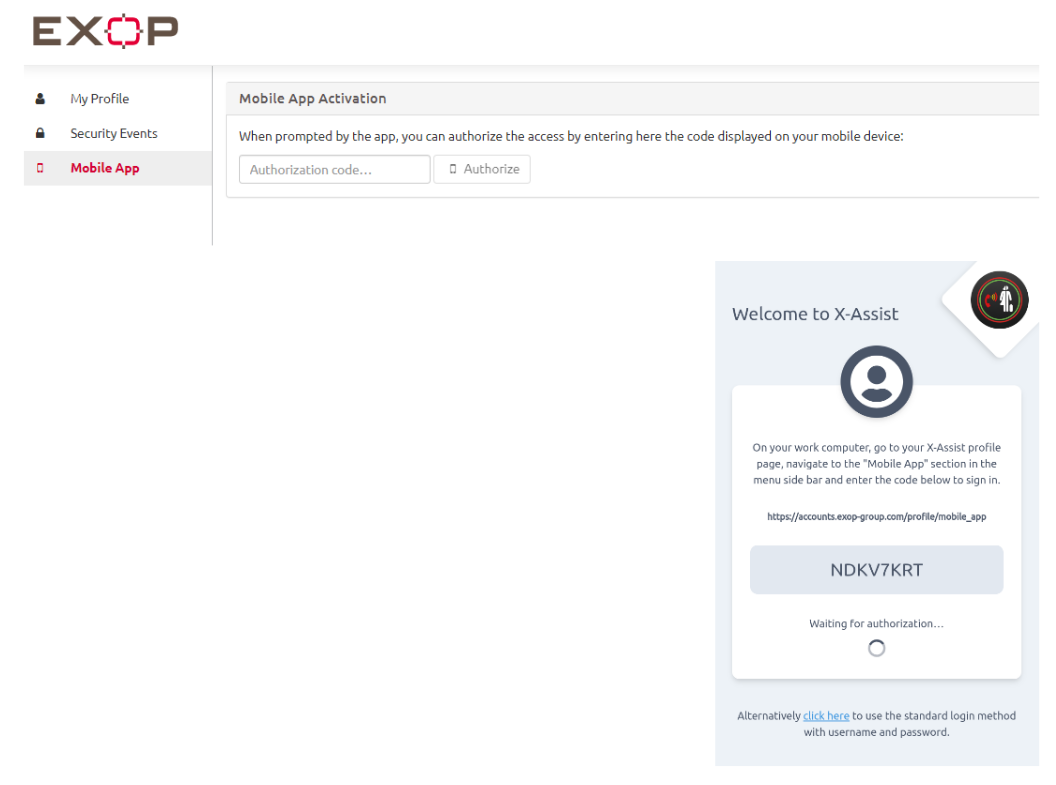 EXOP
My Profile
Security Events
Mobile App
Mobile App Activation
When prompted by the app, you can authorize the access by entering here the code displayed on your mobile device:
Authorization code...
Authorize
Welcome to X-Assist
On your work computer, go to your X-Assist profile
page, navigate to the "Mobile App" section in the
menu side bar and enter the code below to sign in.
https://accounts.exop-group.com/profile/mobile_app
NDKV7KRT
Waiting for authorization...
Alternatively click here to use the standard login method
with username and password.